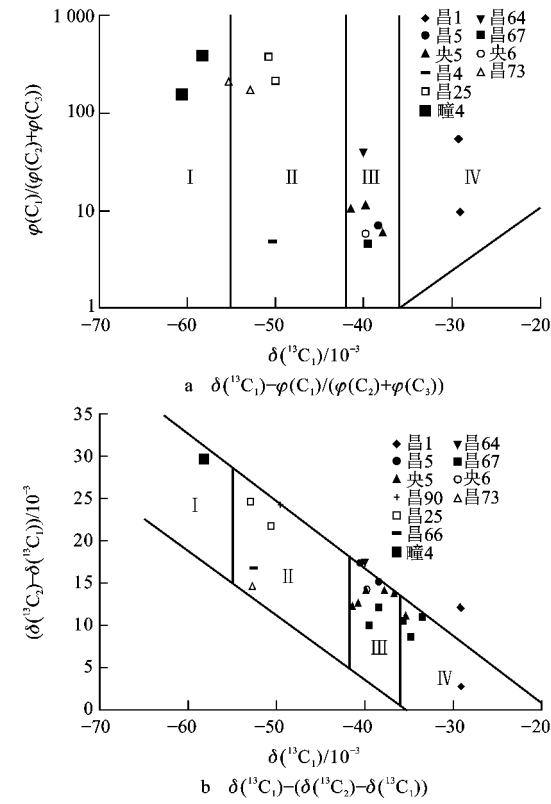 1 000
100
10
1
φ(C₁)/(φ(C₂)+φ(C₃))
Ⅰ
Ⅱ
Ⅲ
Ⅳ
昌1
昌5
央5
昌4
昌25
疃4
昌64
昌67
央6
昌73
−70 −60 −50 −40 −30 −20
δ(¹³C₁)/10⁻³
a δ(¹³C₁)−φ(C₁)/(φ(C₂)+φ(C₃))
35
30
25
20
15
10
5
0
(δ(¹³C₂)−δ(¹³C₁))/10⁻³
Ⅰ
Ⅱ
Ⅲ
Ⅳ
昌1
昌5
央5
昌90
昌25
昌66
疃4
昌64
昌67
央6
昌73
−70 −60 −50 −40 −30 −20
δ(¹³C₁)/10⁻³
b δ(¹³C₁)−(δ(¹³C₂)−δ(¹³C₁))